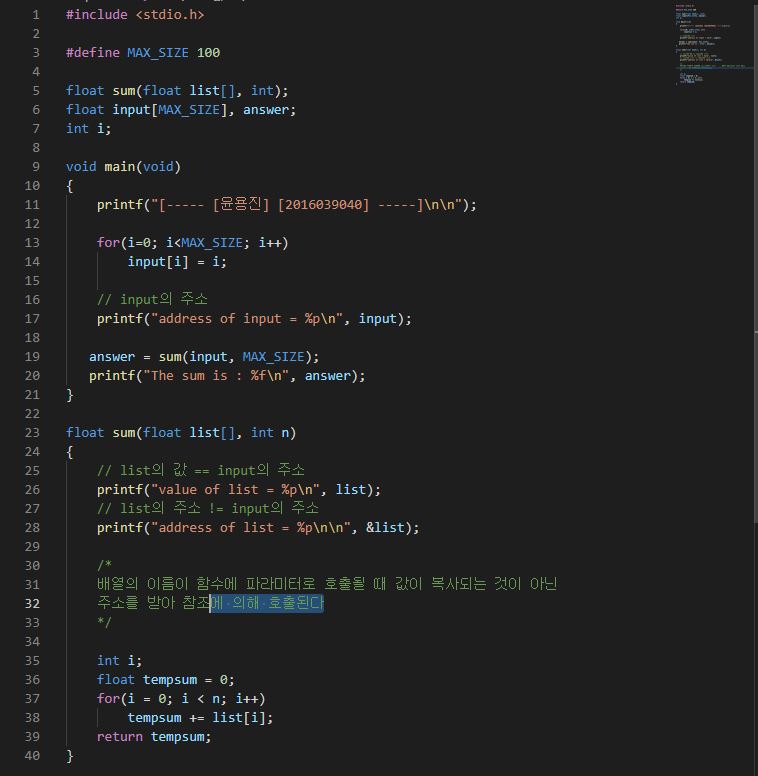 1 #include <stdio.h>
2
3 #define MAX_SIZE 100
4
5 float sum(float list[], int);
6 float input[MAX_SIZE], answer;
7 int i;
8
9 void main(void)
10 {
11 printf("[----- [윤용진] [2016039040] -----]\n\n");
12
13 for(i=0; i<MAX_SIZE; i++)
14 input[i] = i;
15
16 // input의 주소
17 printf("address of input = %p\n", input);
18
19 answer = sum(input, MAX_SIZE);
20 printf("The sum is : %f\n", answer);
21 }
22
23 float sum(float list[], int n)
24 {
25 // list의 값 == input의 주소
26 printf("value of list = %p\n", list);
27 // list의 주소 != input의 주소
28 printf("address of list = %p\n\n", &list);
29
30 /*
31 배열의 이름이 함수에 파라미터로 호출될 때 값이 복사되는 것이 아닌
32 주소를 받아 참조에 의해 호출된다
33 */
34
35 int i;
36 float tempsum = 0;
37 for(i = 0; i < n; i++)
38 tempsum += list[i];
39 return tempsum;
40 }